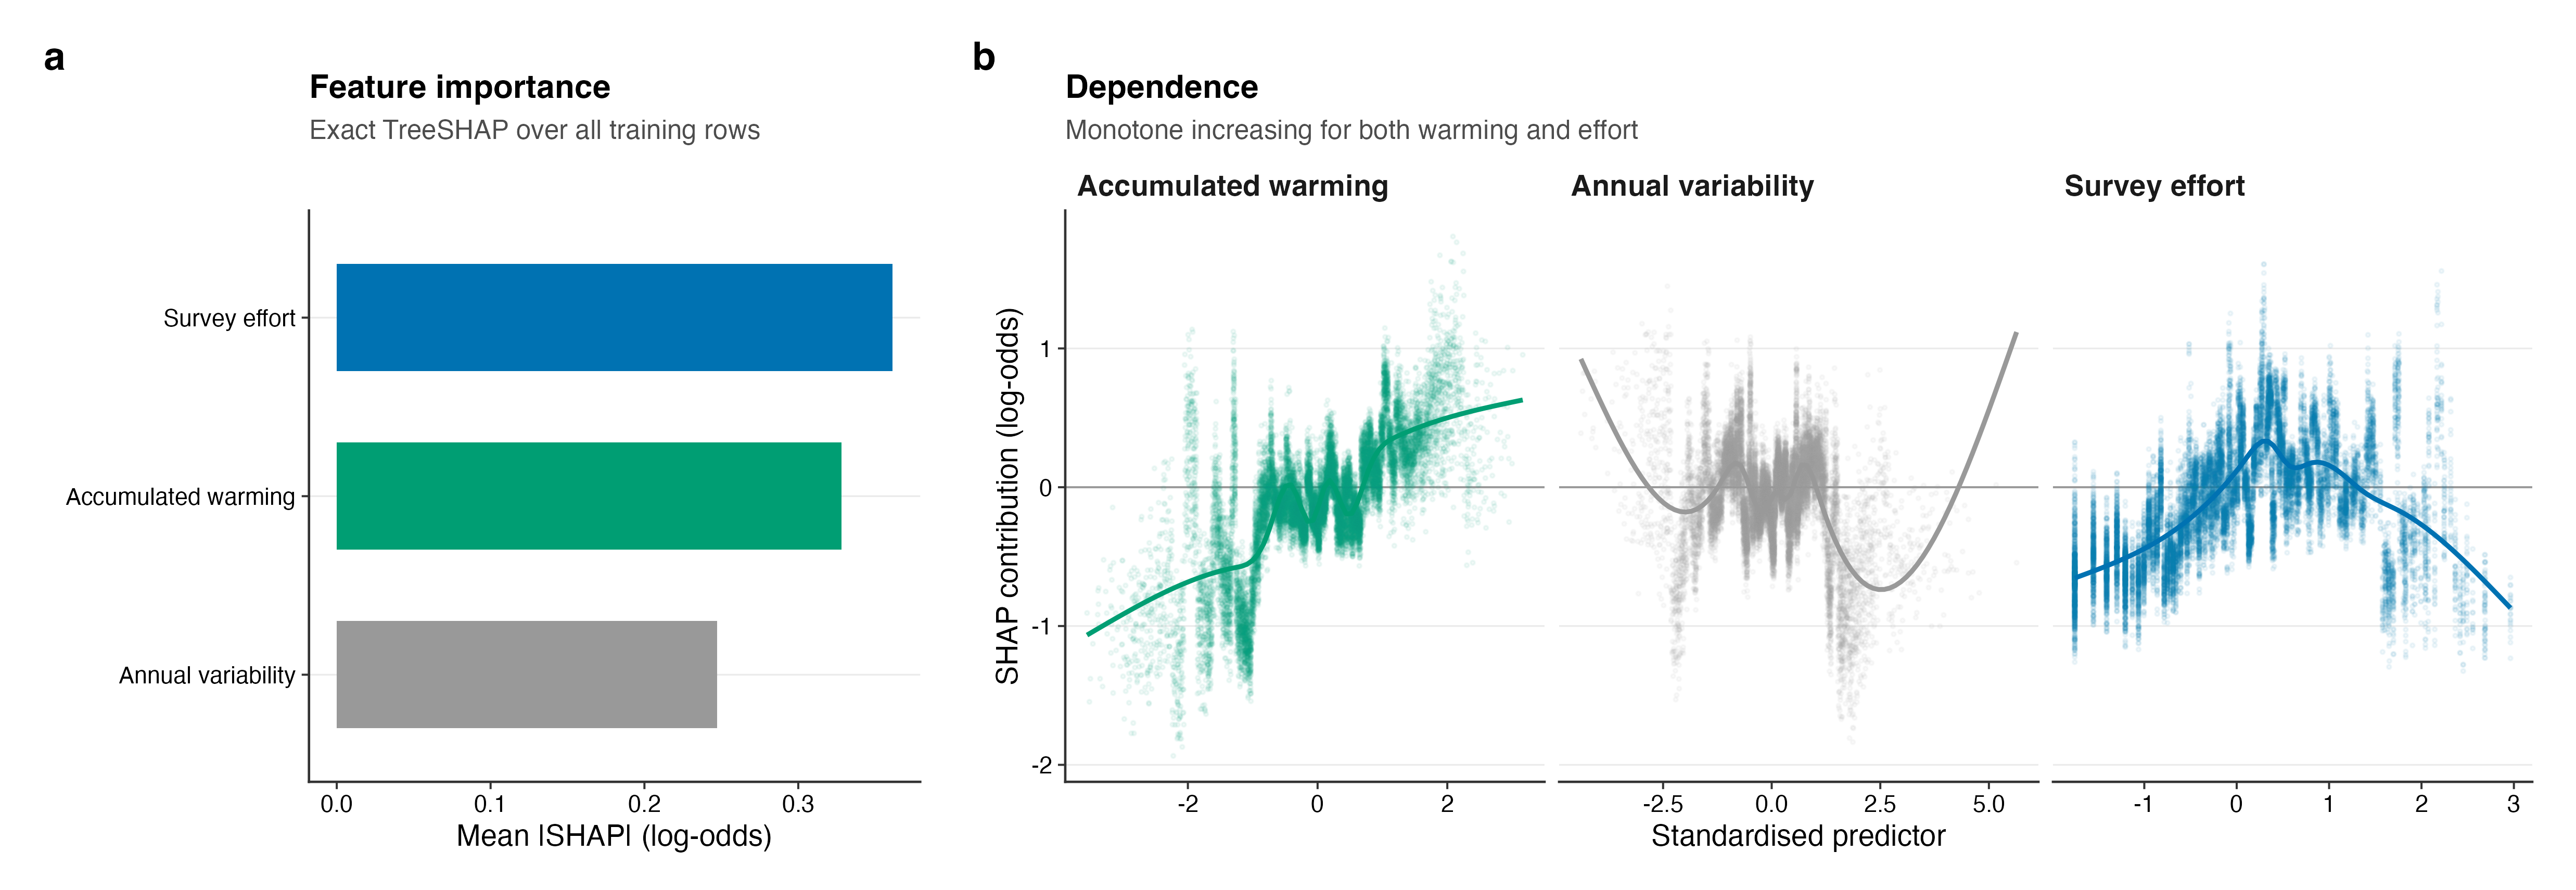 a
Feature importance
Exact TreeSHAP over all training rows
Survey effort
Accumulated warming
Annual variability
0.0 0.1 0.2 0.3
Mean |SHAP| (log-odds)
b
Dependence
Monotone increasing for both warming and effort
Accumulated warming Annual variability Survey effort
SHAP contribution (log-odds)
1
0
-1
-2
-2 0 2 -2.5 0.0 2.5 5.0 -1 0 1 2 3
Standardised predictor